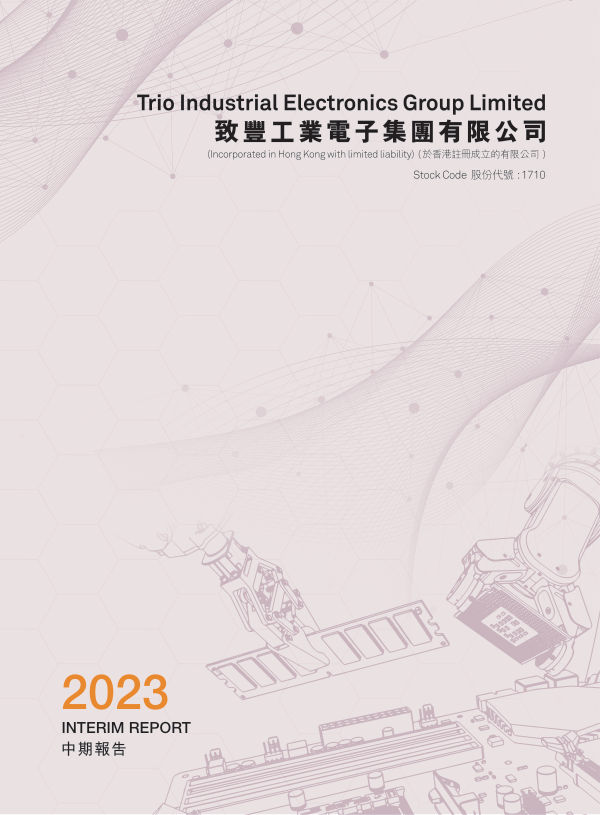 Trio Industrial Electronics Group Limited
致豐工業電子集團有限公司
(Incorporated in Hong Kong with limited liability) (於香港註冊成立的有限公司)
Stock Code 股份代號 : 1710
2023
INTERIM REPORT
中期報告